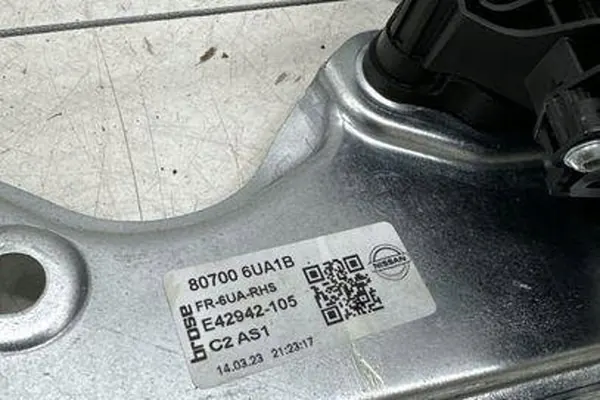 80700 6UA1B
FR-6UA-RHS
E42942-105
C2 AS1
14.03.23 21:23:17
brose
NISSAN